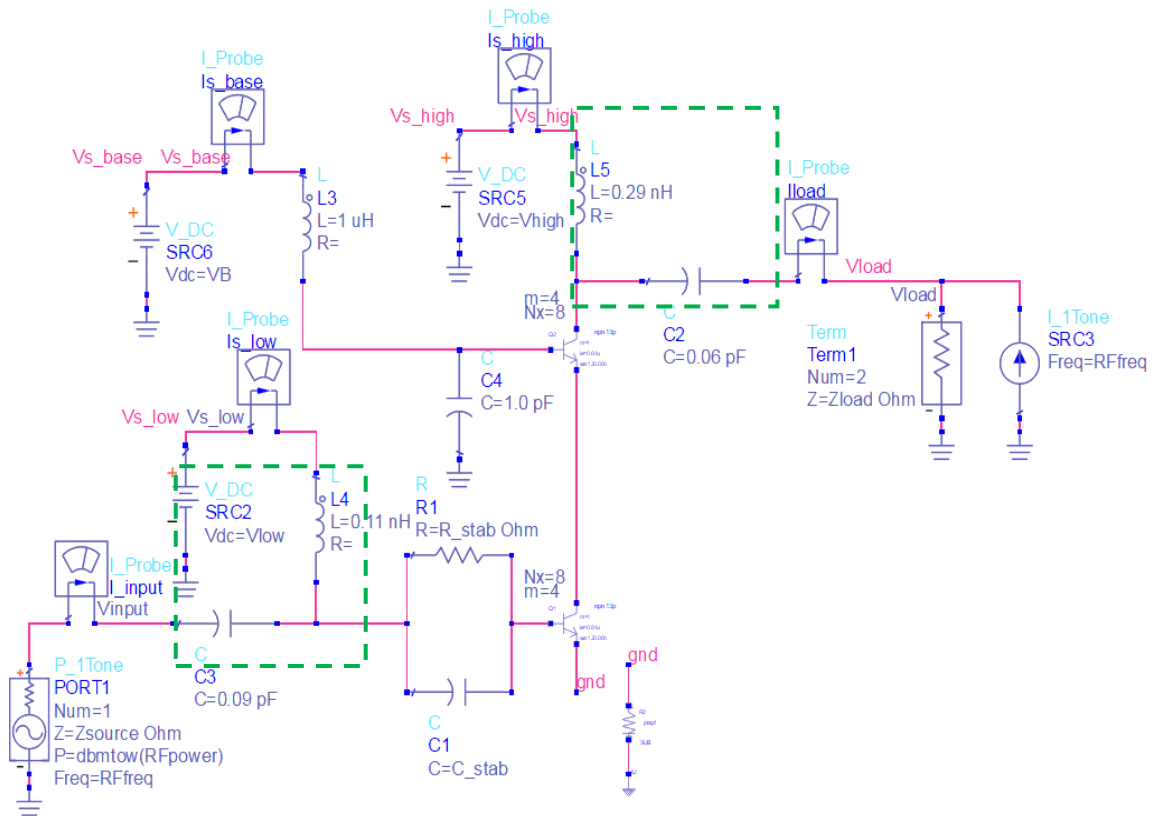 I_Probe
Is_high
I_Probe
Is_base
Vs_high
Vs_high
Vs_base
Vs_base
L
L3
L=1 uH
R=
V_DC
SRC6
Vdc=VB
V_DC
SRC5
Vdc=Vhigh
L
L5
L=0.29 nH
R=
I_Probe
Iload
Vload
Vload
m=4
Nx=8
Q2
C
C2
C=0.06 pF
Term
Term1
Num=2
Z=Zload Ohm
I_1Tone
SRC3
Freq=RFfreq
I_Probe
Is_low
C
C4
C=1.0 pF
Vs_low
Vs_low
V_DC
SRC2
Vdc=Vlow
L
L4
L=0.11 nH
R=
R
R1
R=R_stab Ohm
I_Probe
I_input
Vinput
Nx=8
m=4
Q1
C
C3
C=0.09 pF
P_1Tone
PORT1
Num=1
Z=Zsource Ohm
P=dbmtow(RFpower)
Freq=RFfreq
C
C1
C=C_stab
gnd
gnd
R2
SUB